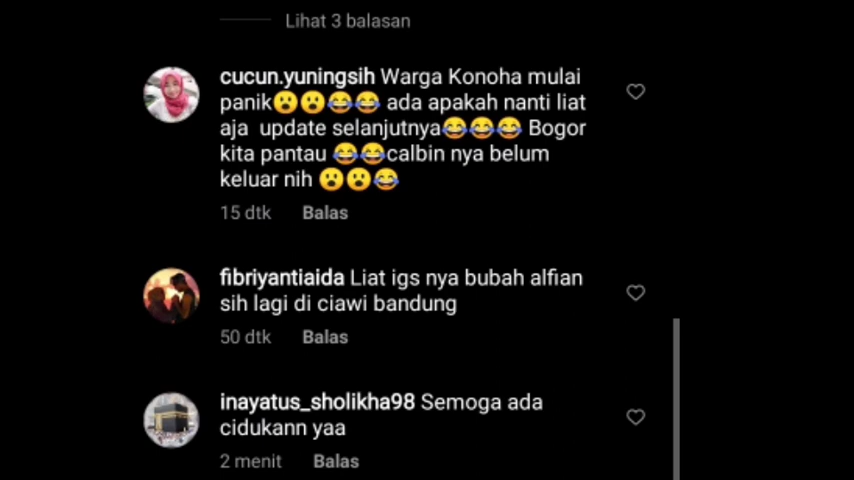 Lihat 3 balasan
cucun.yuningsih Warga Konoha mulai
panik😮😮😂😂 ada apakah nanti liat
aja update selanjutnya😂😂😂 Bogor
kita pantau 😂😂calbin nya belum
keluar nih 😮😮😂
15 dtk Balas
fibriyantiaida Liat igs nya bubah alfian
sih lagi di ciawi bandung
50 dtk Balas
inayatus_sholikha98 Semoga ada
cidukann yaa
2 menit Balas